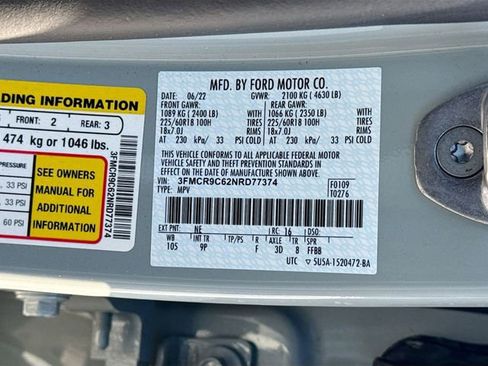 DING INFORMATION
FRONT: 2 REAR: 3
474 kg or 1046 lbs.
PRESSURE
33 PSI
33 PSI
60 PSI
SEE OWNERS
MANUAL FOR
ADDITIONAL
INFORMATION
3FMCR9C62NRD77374
MFD. BY FORD MOTOR CO.
DATE: 06/22 GVWR: 2100 KG ( 4630 LB)
FRONT GAWR: REAR GAWR:
1089 KG ( 2400 LB) WITH 1066 KG ( 2350 LB) WITH
225/60R18 100H TIRES 225/60R18 100H TIRES
18x7.0J RIMS 18x7.0J RIMS
AT 230 kPa/ 33 PSI COLD AT 230 kPa/ 33 PSI COLD
THIS VEHICLE CONFORMS TO ALL APPLICABLE FEDERAL MOTOR
VEHICLE SAFETY AND THEFT PREVENTION STANDARDS IN EFFECT
ON THE DATE OF MANUFACTURE SHOWN ABOVE.
VIN: 3FMCR9C62NRD77374 F0109
TYPE: MPV T0276
EXT PNT: NE RC: 16 DSO:
WB INT TR TP/PS R AXLE TR SPR
105 9P F 3D 8 FFBB
UTC 5U5A-1520472-BA